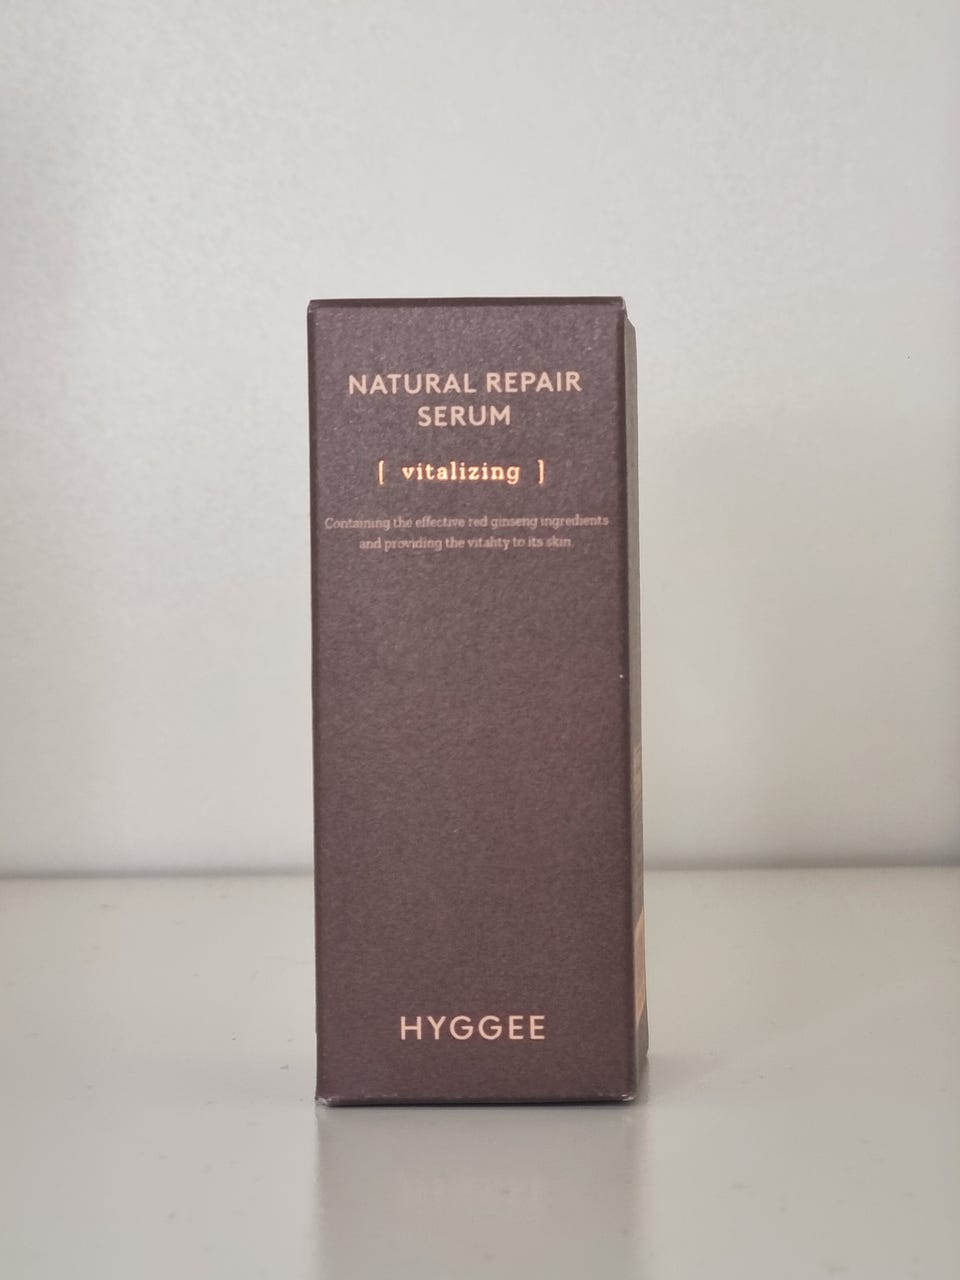 NATURAL REPAIR
SERUM
[ vitalizing ]
Containing the effective red ginseng ingredients
and providing the vitality to its skin.
HYGGEE